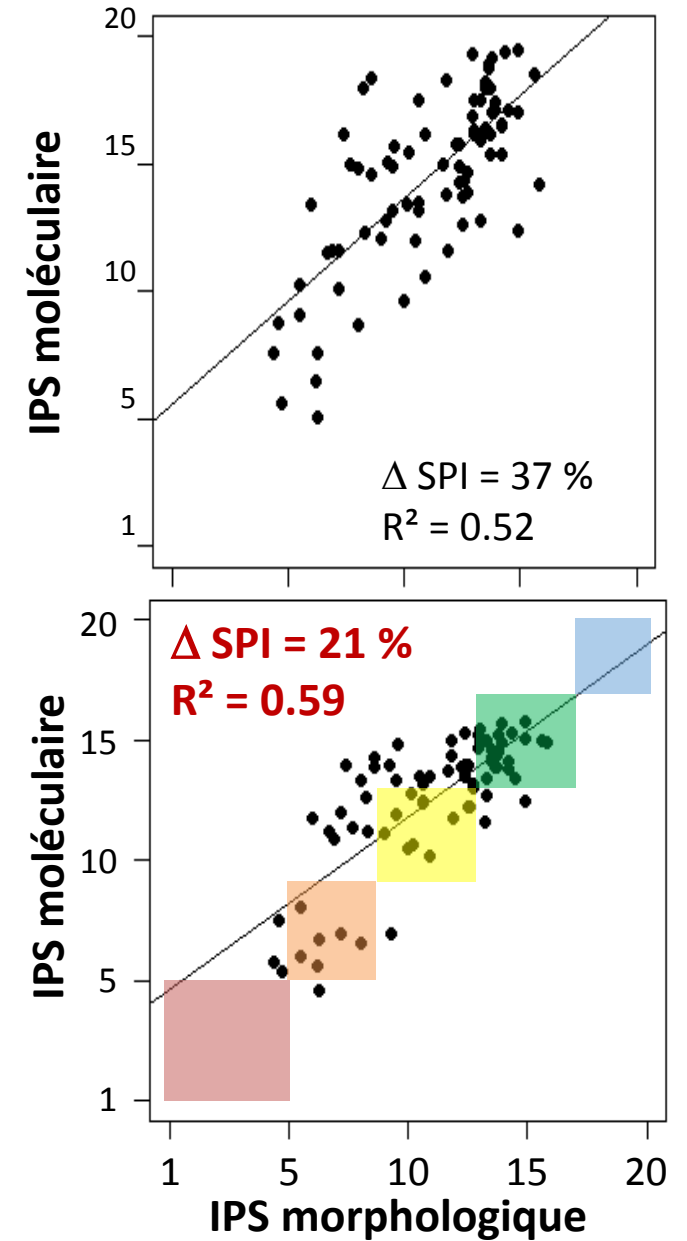 IPS moléculaire
20
15
10
5
1
Δ SPI = 37 %
R² = 0.52
IPS moléculaire
20
15
10
5
1
Δ SPI = 21 %
R² = 0.59
1 5 10 15 20
IPS morphologique